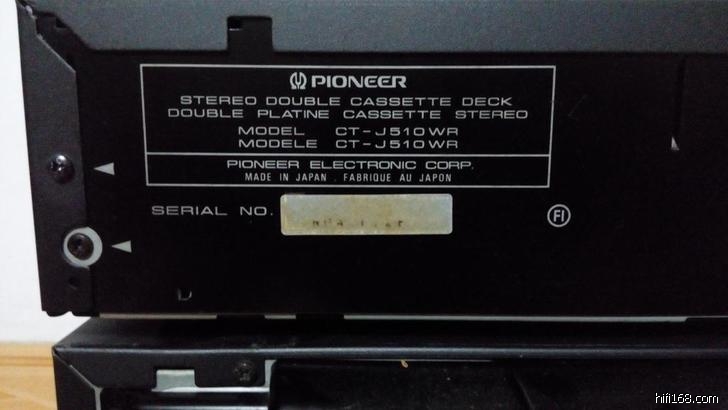 PIONEER
STEREO DOUBLE CASSETTE DECK
DOUBLE PLATINE CASSETTE STEREO
MODEL CT-J510WR
MODELE CT-J510WR
PIONEER ELECTRONIC CORP.
MADE IN JAPAN . FABRIQUE AU JAPON
SERIAL NO.
FI
hifi168.com